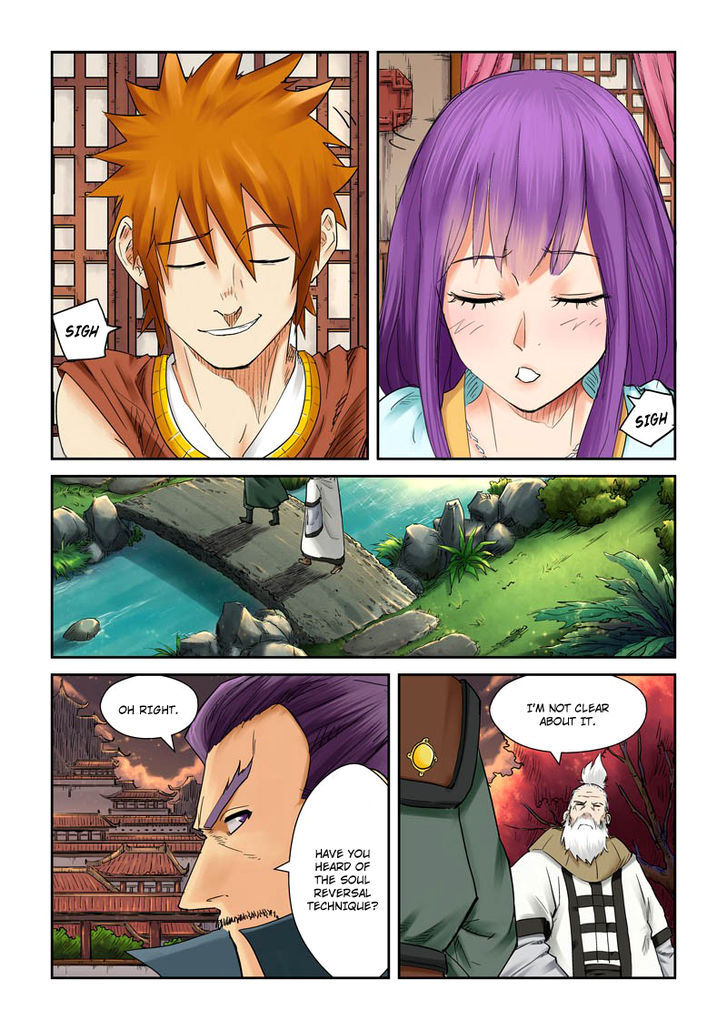 SIGH
SIGH
OH RIGHT.
HAVE YOU
HEARD OF
THE SOUL
REVERSAL
TECHNIQUE?
I'M NOT CLEAR
ABOUT IT.